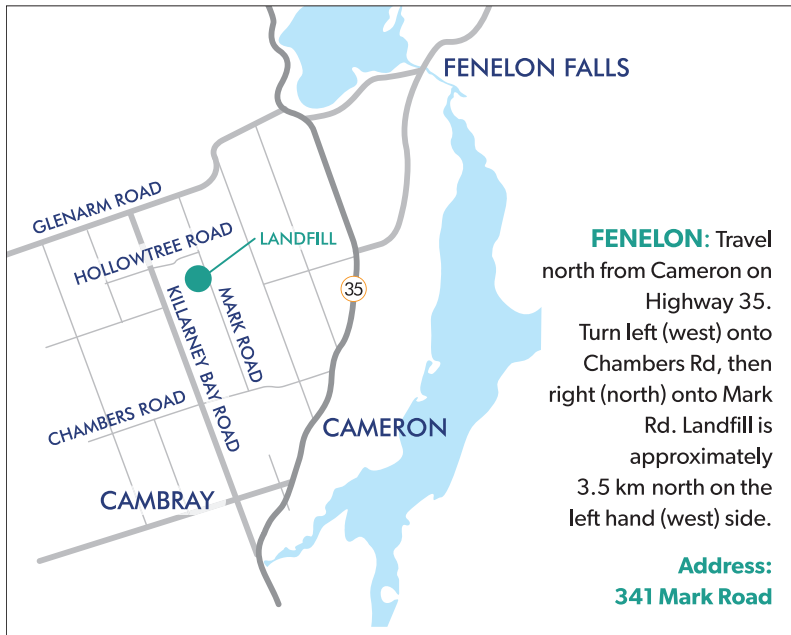 FENELON FALLS
GLENARM ROAD
HOLLOWTREE ROAD
LANDFILL
35
KILLARNEY BAY ROAD
MARK ROAD
CHAMBERS ROAD
CAMERON
CAMBRAY
FENELON: Travel
north from Cameron on
Highway 35.
Turn left (west) onto
Chambers Rd, then
right (north) onto Mark
Rd. Landfill is
approximately
3.5 km north on the
left hand (west) side.
Address:
341 Mark Road